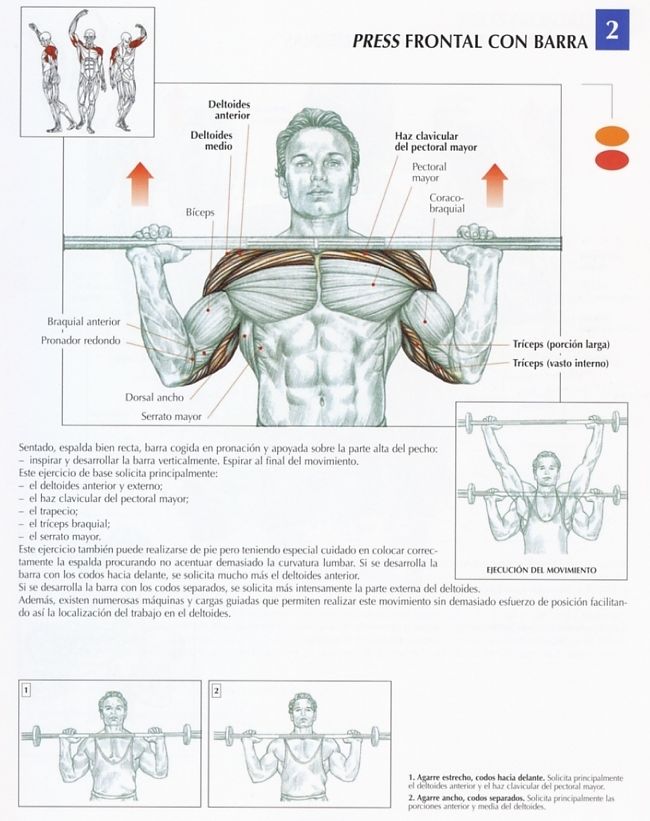 PRESS FRONTAL CON BARRA
2
Deltoides
anterior
Deltoides
medio
Haz clavicular
del pectoral mayor
Pectoral
mayor
Coraco-
braquial
Bíceps
Braquial anterior
Pronador redondo
Dorsal ancho
Serrato mayor
Tríceps (porción larga)
Tríceps (vasto interno)
Sentado, espalda bien recta, barra cogida en pronación y apoyada sobre la parte alta del pecho:
– inspirar y desarrollar la barra verticalmente. Espirar al final del movimiento.
Este ejercicio de base solicita principalmente:
– el deltoides anterior y externo;
– el haz clavicular del pectoral mayor;
– el trapecio;
– el tríceps braquial;
– el serrato mayor.
Este ejercicio también puede realizarse de pie pero teniendo especial cuidado en colocar correc-
tamente la espalda procurando no acentuar demasiado la curvatura lumbar. Si se desarrolla la
barra con los codos hacia delante, se solicita mucho más el deltoides anterior.
Si se desarrolla la barra con los codos separados, se solicita más intensamente la parte externa del deltoides.
Además, existen numerosas máquinas y cargas guiadas que permiten realizar este movimiento sin demasiado esfuerzo de posición facilitan-
do así la localización del trabajo en el deltoides.
EJECUCIÓN DEL MOVIMIENTO
1
2
1. Agarre estrecho, codos hacia delante. Solicita principalmente
el deltoides anterior y el haz clavicular del pectoral mayor.
2. Agarre ancho, codos separados. Solicita principalmente las
porciones anterior y media del deltoides.